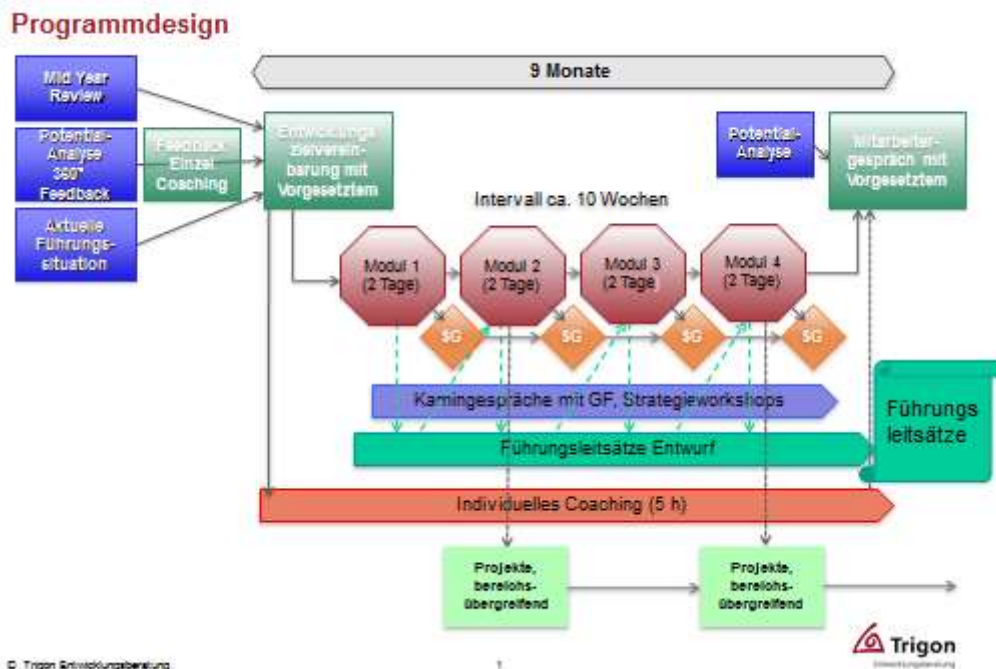 Programmdesign
Mid Year
Review
9 Monate
Potential-
Analyse
360°
Feedback
Feedback
Einzel
Coaching
Entwicklungs
zielverein-
barung mit
Vorgesetztem
Potential-
Analyse
Mitarbeiter-
gespräch mit
Vorgesetztem
Aktuelle
Führungs-
situation
Intervall ca. 10 Wochen
Modul 1
(2 Tage)
Modul 2
(2 Tage)
Modul 3
(2 Tage)
Modul 4
(2 Tage)
SG
SG
SG
SG
Kamingespräche mit GF, Strategieworkshops
Führungsleitsätze Entwurf
Führungs
leitsätze
Individuelles Coaching (5 h)
Projekte,
bereichs-
übergreifend
Projekte,
bereichs-
übergreifend
Trigon
Entwicklungsberatung
© Trigon Entwicklungsberatung
1